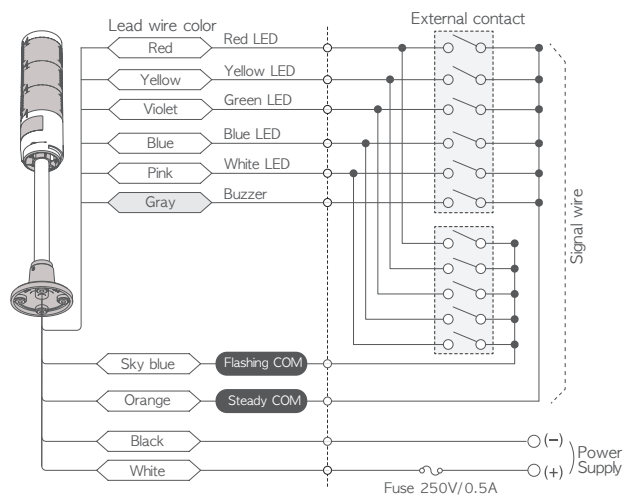 Lead wire color
External contact
Red
Red LED
Yellow
Yellow LED
Violet
Green LED
Blue
Blue LED
Pink
White LED
Gray
Buzzer
Signal wire
Sky blue
Flashing COM
Orange
Steady COM
Black
(−)
White
(+)
Power
Supply
Fuse 250V/0.5A